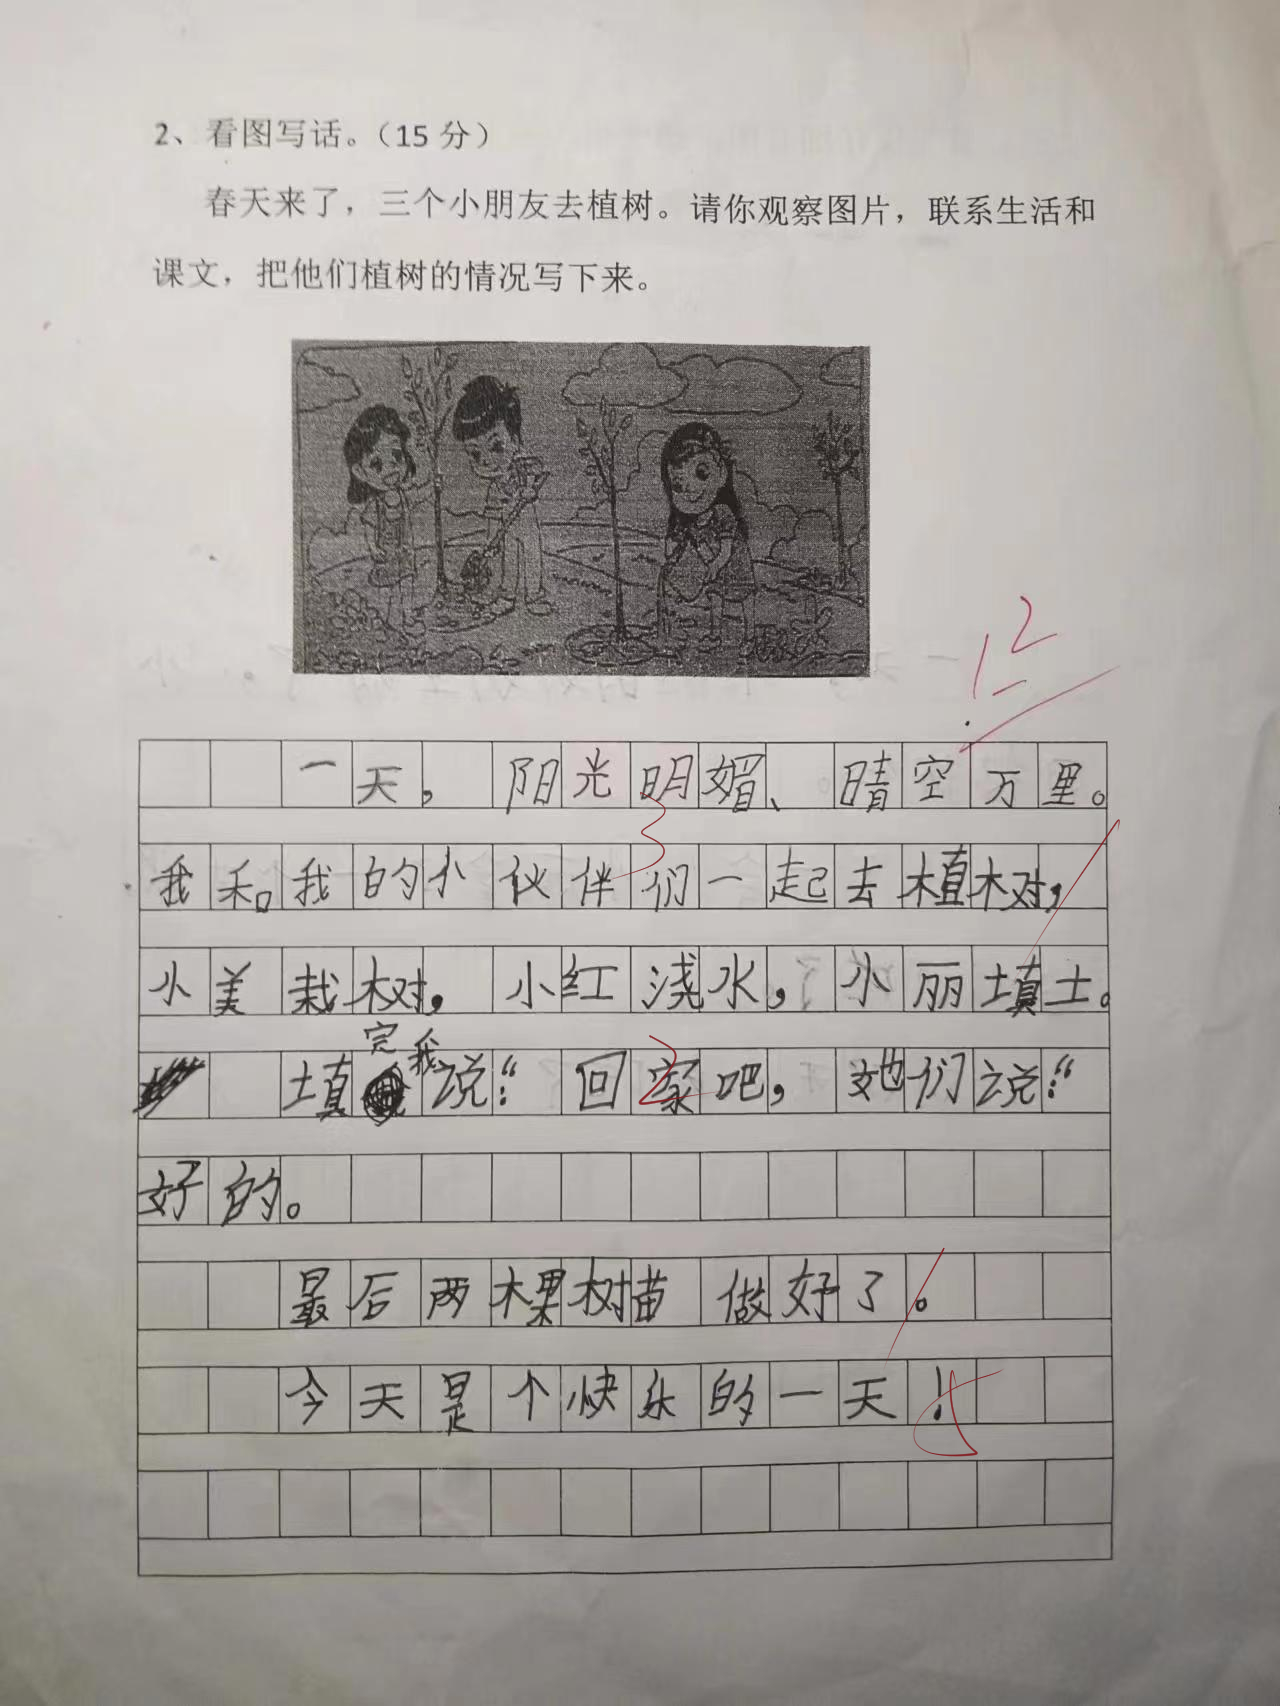 2、看图写话。（15 分）
春天来了，三个小朋友去植树。请你观察图片，联系生活和
课文，把他们植树的情况写下来。
12
一天，阳光明媚、晴空万里。
我和我的小伙伴们一起去植树，
小美栽树，小红浇水，小丽填土。
填完我说：“回家吧，她们说：“
好的。
最后两棵树苗做好了。
今天是个快乐的一天！